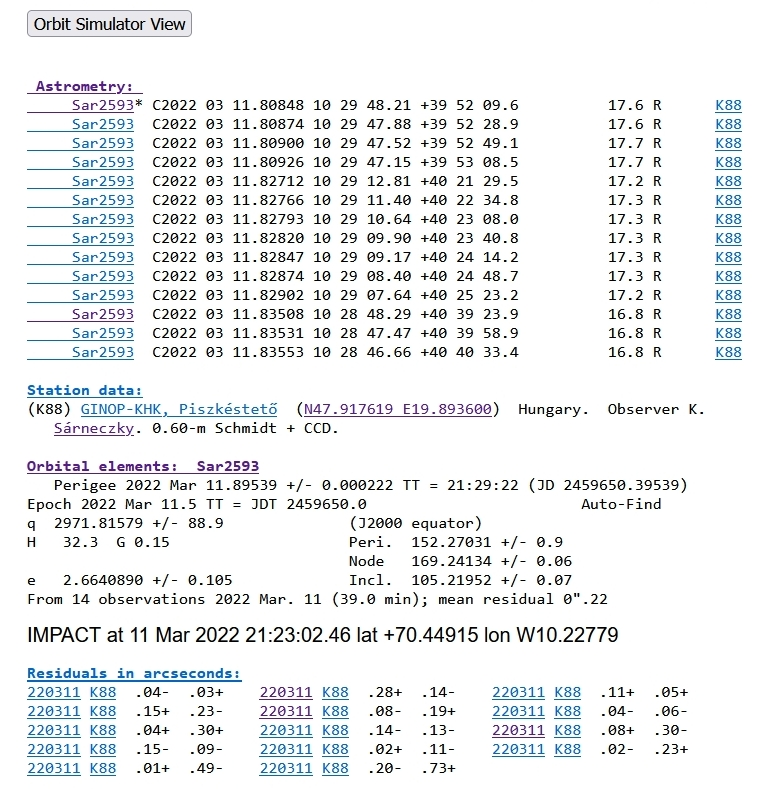 Orbit Simulator View
Astrometry:
Sar2593* C2022 03 11.80848 10 29 48.21 +39 52 09.6 17.6 R K88
Sar2593 C2022 03 11.80874 10 29 47.88 +39 52 28.9 17.6 R K88
Sar2593 C2022 03 11.80900 10 29 47.52 +39 52 49.1 17.7 R K88
Sar2593 C2022 03 11.80926 10 29 47.15 +39 53 08.5 17.7 R K88
Sar2593 C2022 03 11.82712 10 29 12.81 +40 21 29.5 17.2 R K88
Sar2593 C2022 03 11.82766 10 29 11.40 +40 22 34.8 17.3 R K88
Sar2593 C2022 03 11.82793 10 29 10.64 +40 23 08.0 17.3 R K88
Sar2593 C2022 03 11.82820 10 29 09.90 +40 23 40.8 17.3 R K88
Sar2593 C2022 03 11.82847 10 29 09.17 +40 24 14.2 17.3 R K88
Sar2593 C2022 03 11.82874 10 29 08.40 +40 24 48.7 17.3 R K88
Sar2593 C2022 03 11.82902 10 29 07.64 +40 25 23.2 17.2 R K88
Sar2593 C2022 03 11.83508 10 28 48.29 +40 39 23.9 16.8 R K88
Sar2593 C2022 03 11.83531 10 28 47.47 +40 39 58.9 16.8 R K88
Sar2593 C2022 03 11.83553 10 28 46.66 +40 40 33.4 16.8 R K88
Station data:
(K88) GINOP-KHK, Piszkéstető (N47.917619 E19.893600) Hungary. Observer K.
Sárneczky. 0.60-m Schmidt + CCD.
Orbital elements: Sar2593
Perigee 2022 Mar 11.89539 +/- 0.000222 TT = 21:29:22 (JD 2459650.39539)
Epoch 2022 Mar 11.5 TT = JDT 2459650.0 Auto-Find
q 2971.81579 +/- 88.9 (J2000 equator)
H 32.3 G 0.15 Peri. 152.27031 +/- 0.9
Node 169.24134 +/- 0.06
e 2.6640890 +/- 0.105 Incl. 105.21952 +/- 0.07
From 14 observations 2022 Mar. 11 (39.0 min); mean residual 0".22
IMPACT at 11 Mar 2022 21:23:02.46 lat +70.44915 lon W10.22779
Residuals in arcseconds:
220311 K88 .04- .03+ 220311 K88 .28+ .14- 220311 K88 .11+ .05+
220311 K88 .15+ .23- 220311 K88 .08- .19+ 220311 K88 .04- .06-
220311 K88 .04+ .30+ 220311 K88 .14- .13- 220311 K88 .08+ .30-
220311 K88 .15- .09- 220311 K88 .02+ .11- 220311 K88 .02- .23+
220311 K88 .01+ .49- 220311 K88 .20- .73+